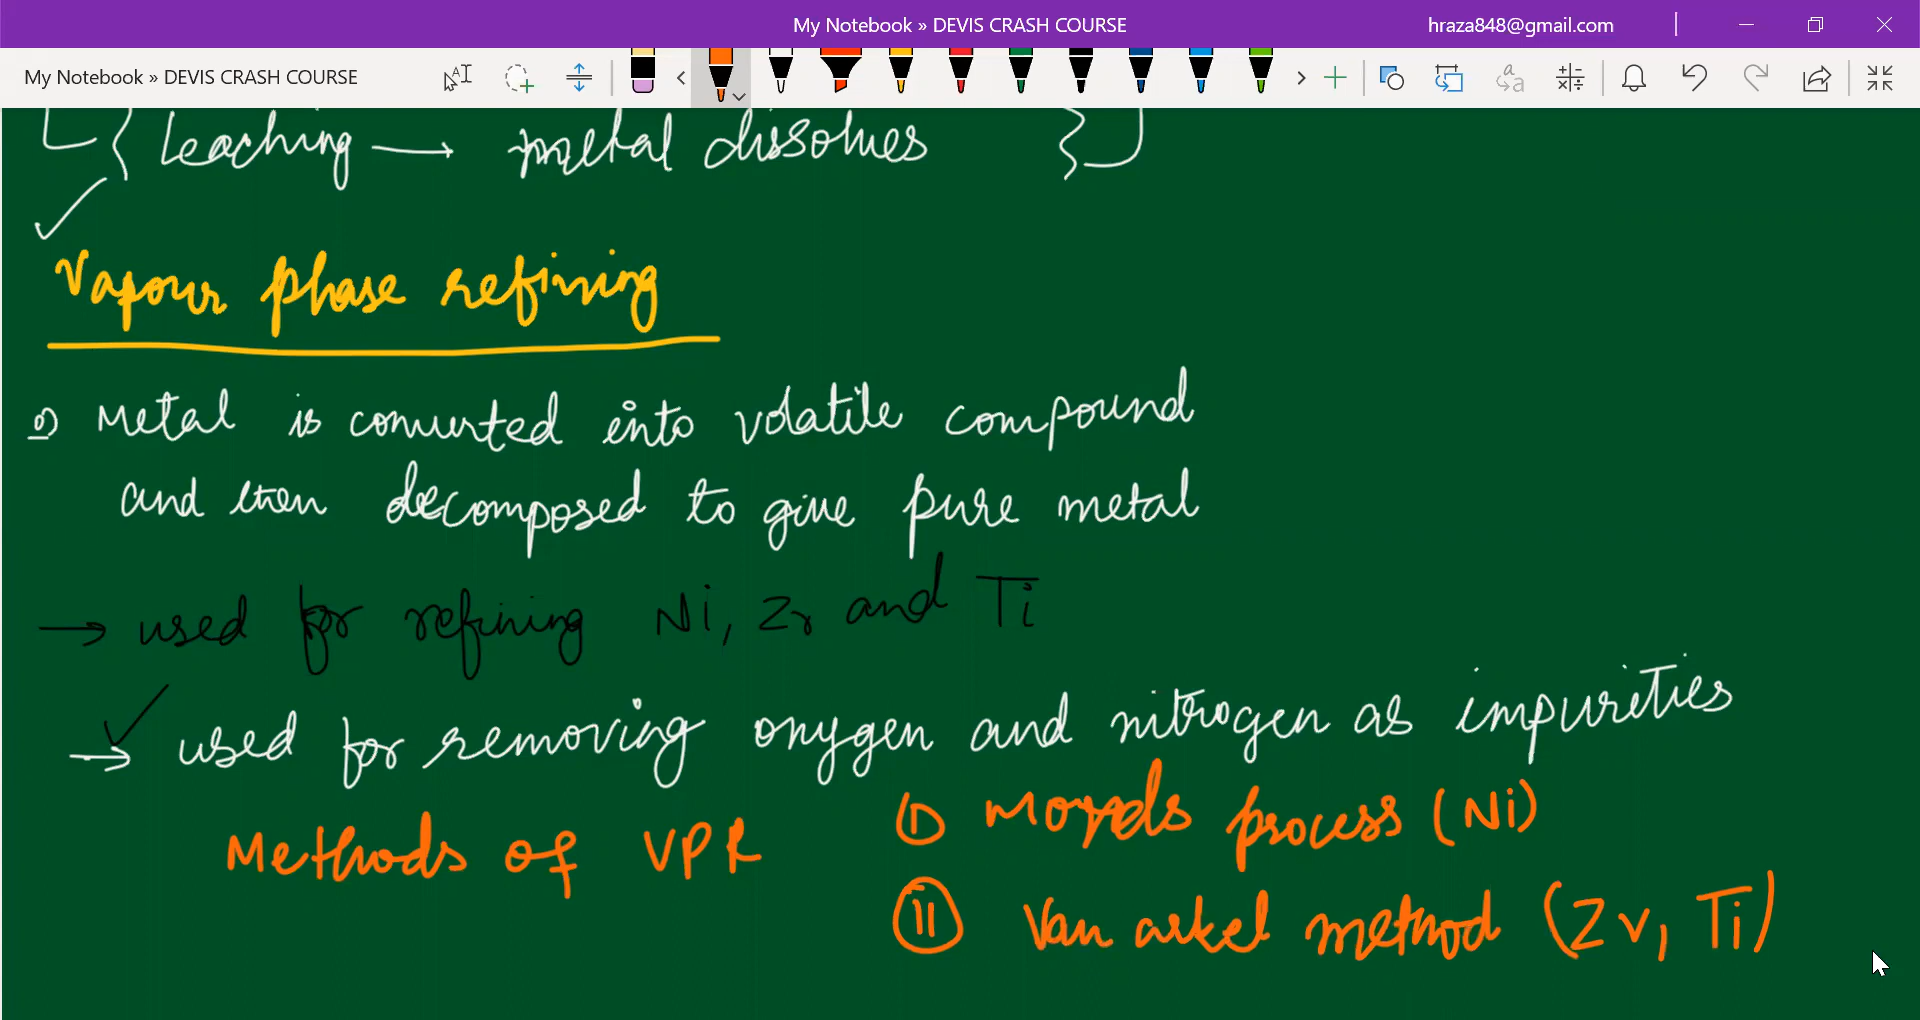 My Notebook » DEVIS CRASH COURSE
hraza848@gmail.com
My Notebook » DEVIS CRASH COURSE
leaching → metal dissolves
Vapour phase refining
Metal is converted into volatile compound
and then decomposed to give pure metal
→ used for refining Ni, Zr and Ti
→ used for removing oxygen and nitrogen as impurities
Methods of VPR
(I) Monds process (Ni)
(II) Van arkel method (Zr, Ti)